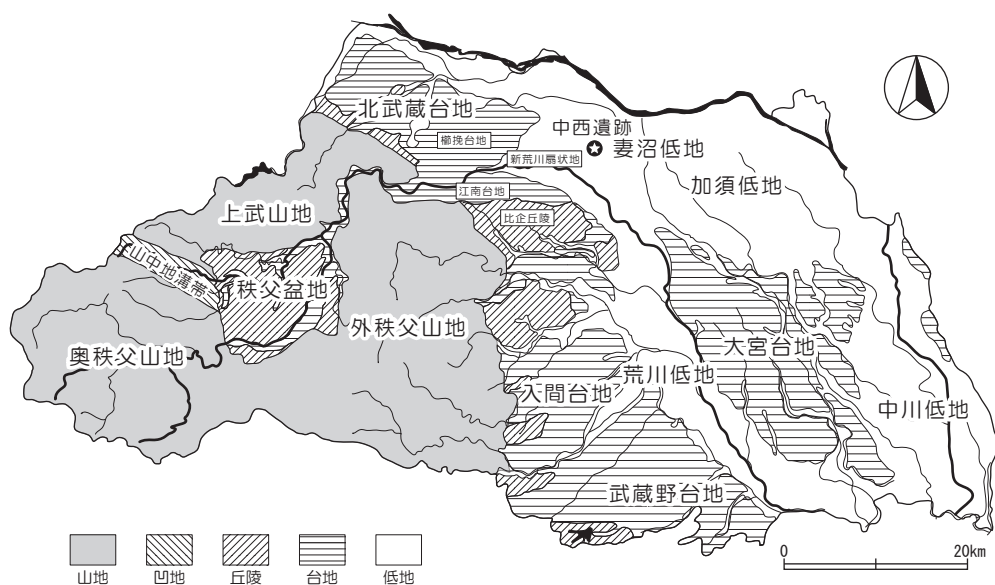 北武蔵台地
櫛挽台地
中西遺跡
妻沼低地
新荒川扇状地
加須低地
江南台地
上武山地
比企丘陵
山中地溝帯
秩父盆地
外秩父山地
奥秩父山地
大宮台地
荒川低地
入間台地
中川低地
武蔵野台地
0 20km
山地 凹地 丘陵 台地 低地